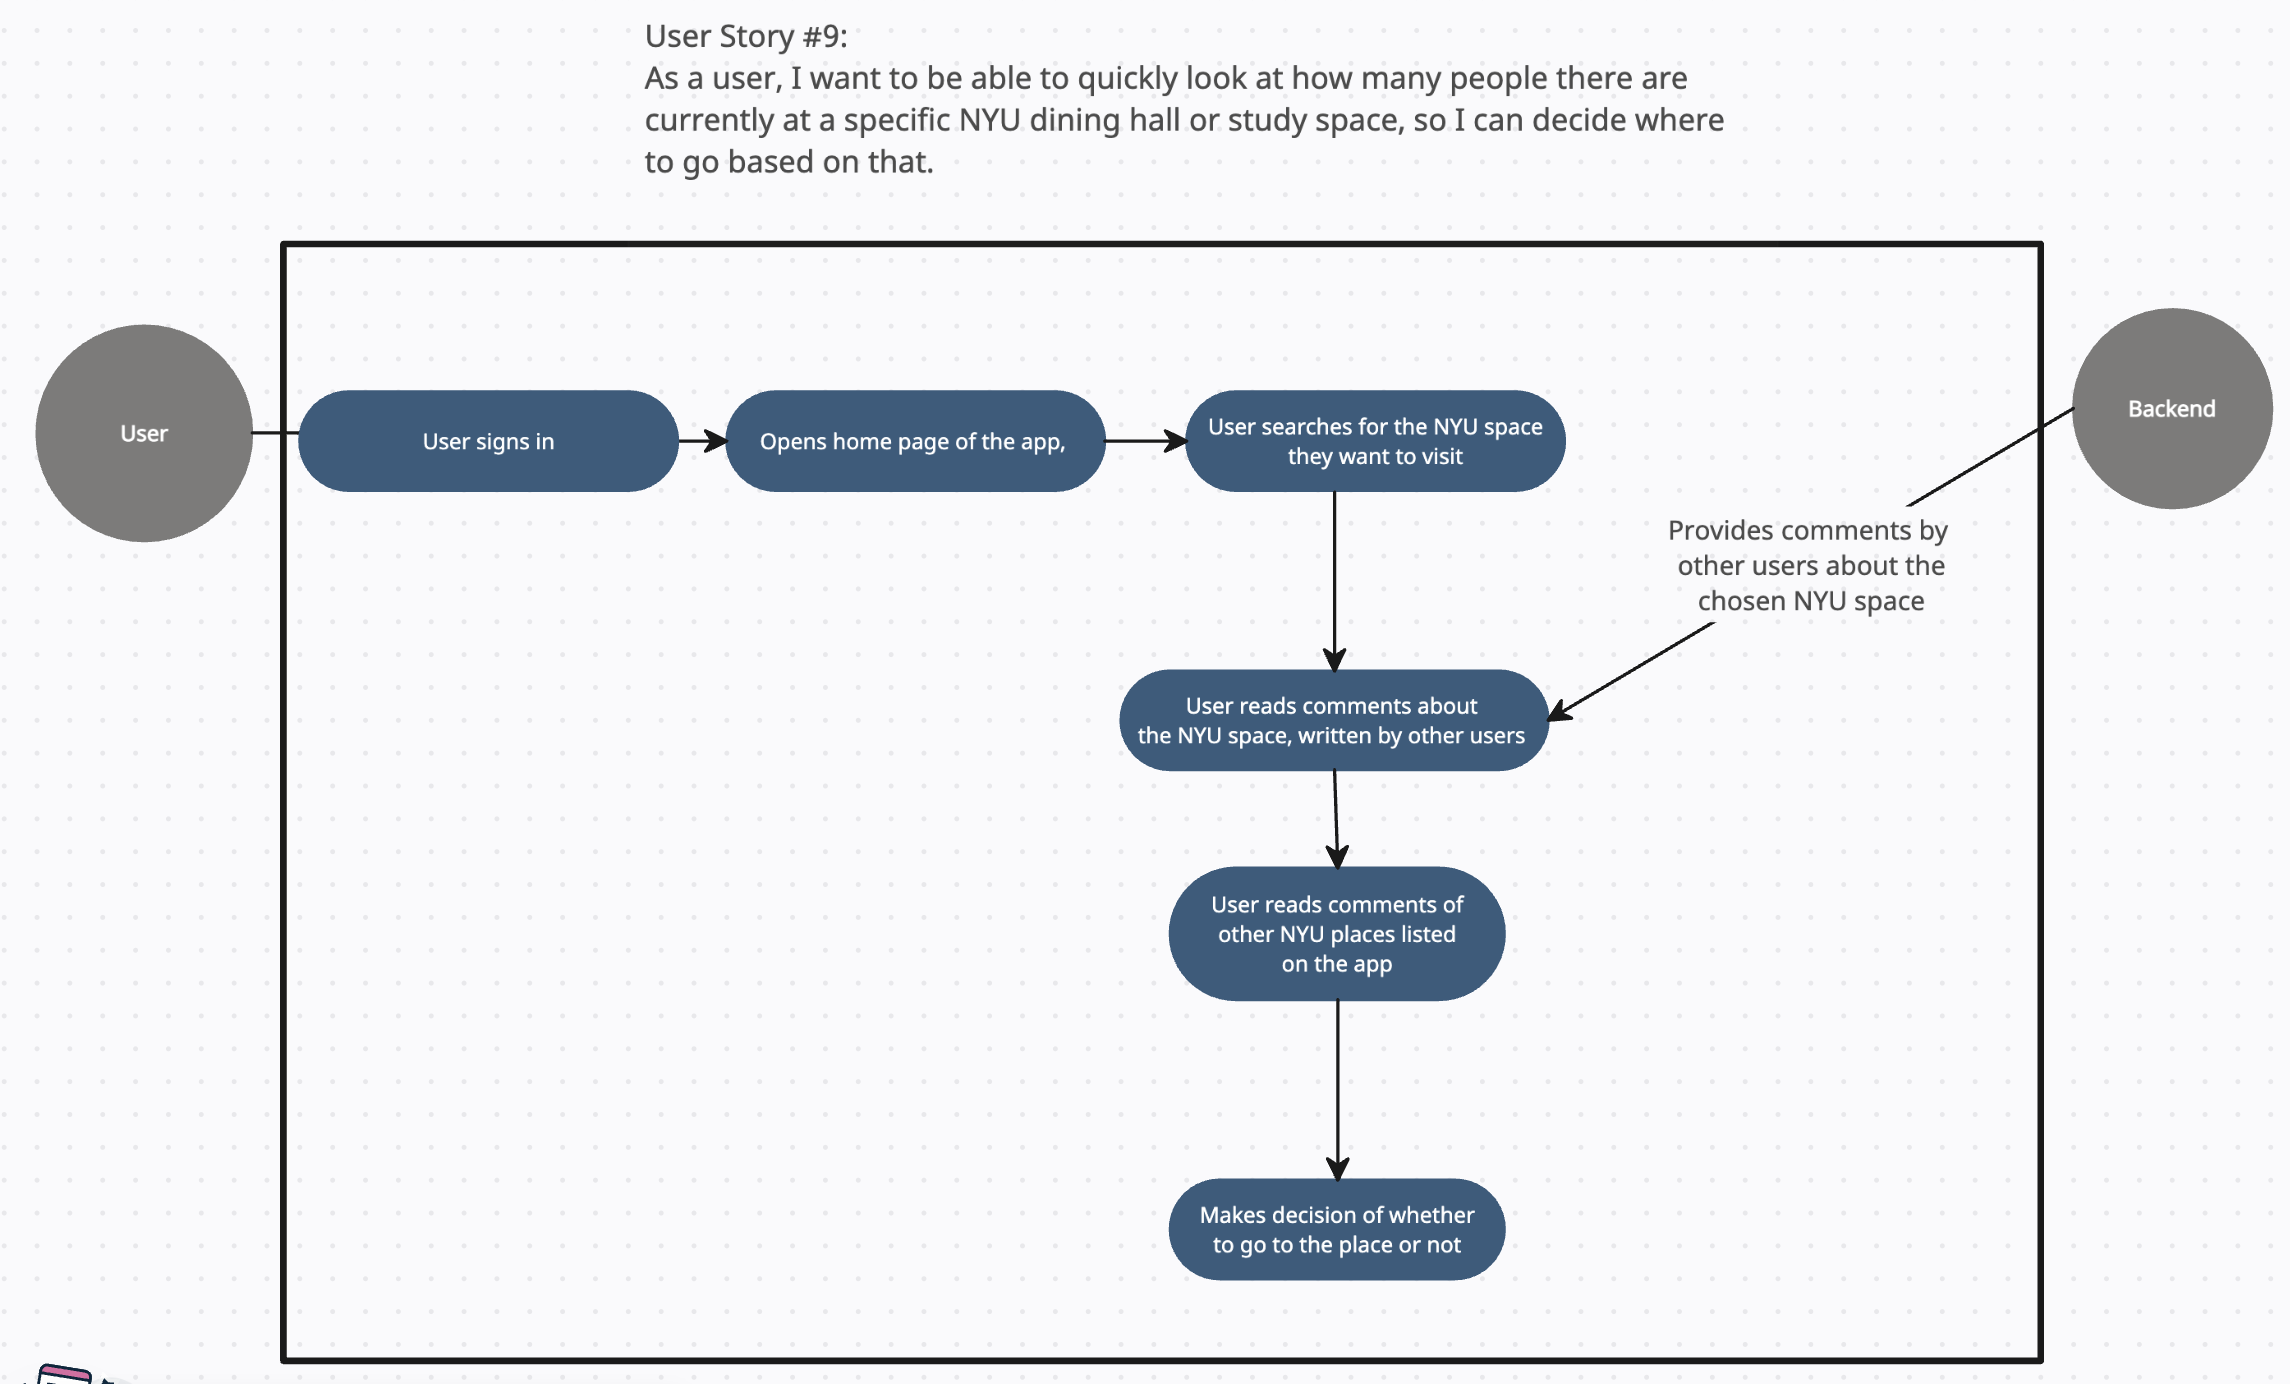 User Story #9:
As a user, I want to be able to quickly look at how many people there are
currently at a specific NYU dining hall or study space, so I can decide where
to go based on that.
User
User signs in
Opens home page of the app,
User searches for the NYU space
they want to visit
Backend
Provides comments by
other users about the
chosen NYU space
User reads comments about
the NYU space, written by other users
User reads comments of
other NYU places listed
on the app
Makes decision of whether
to go to the place or not